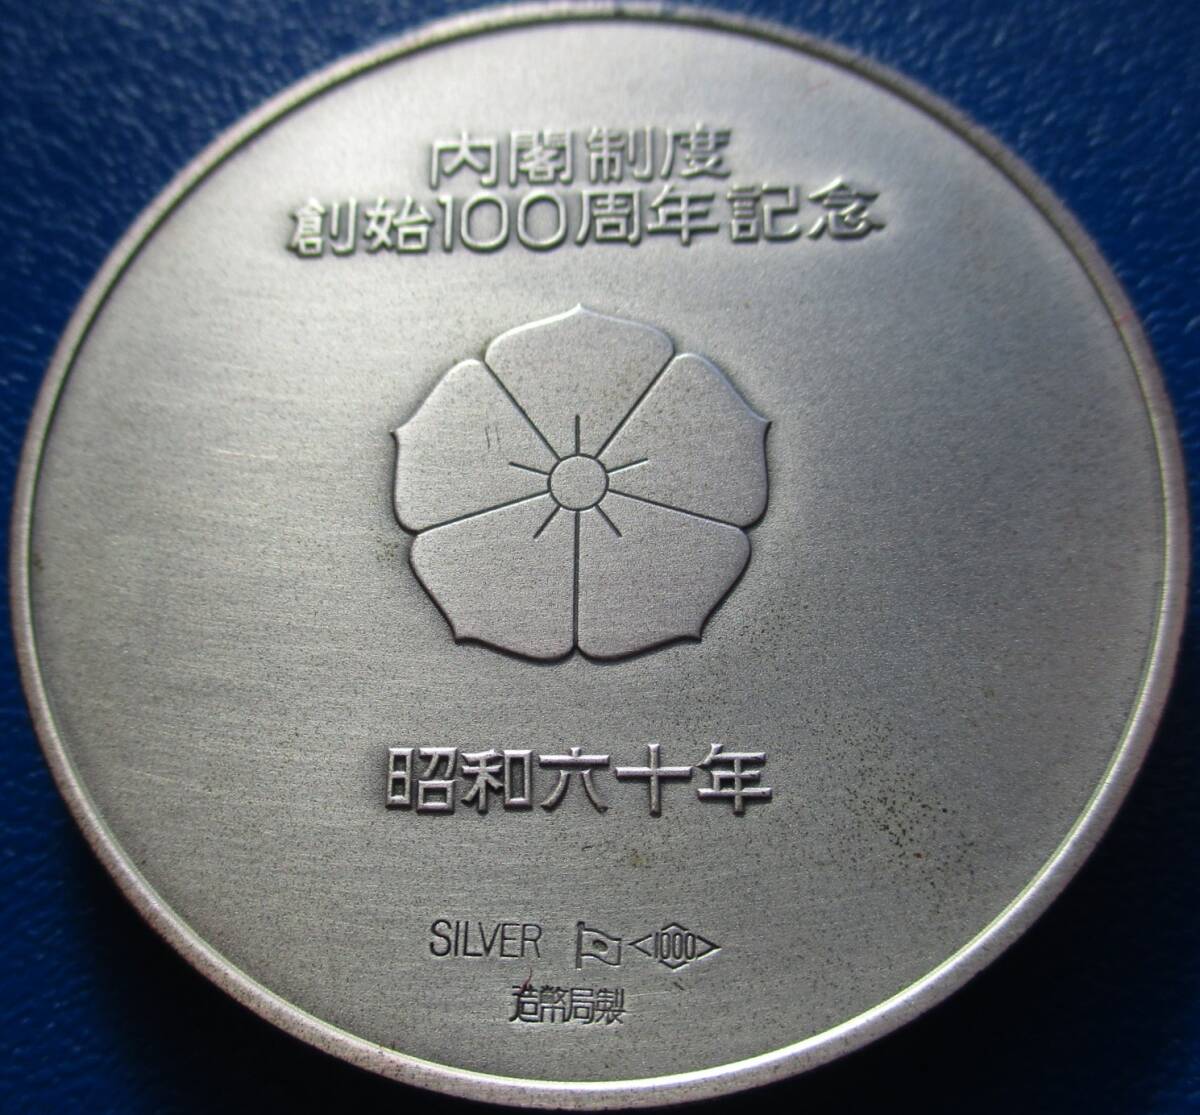 内閣制度
創始100周年記念
昭和六十年
SILVER 1000
造幣局製